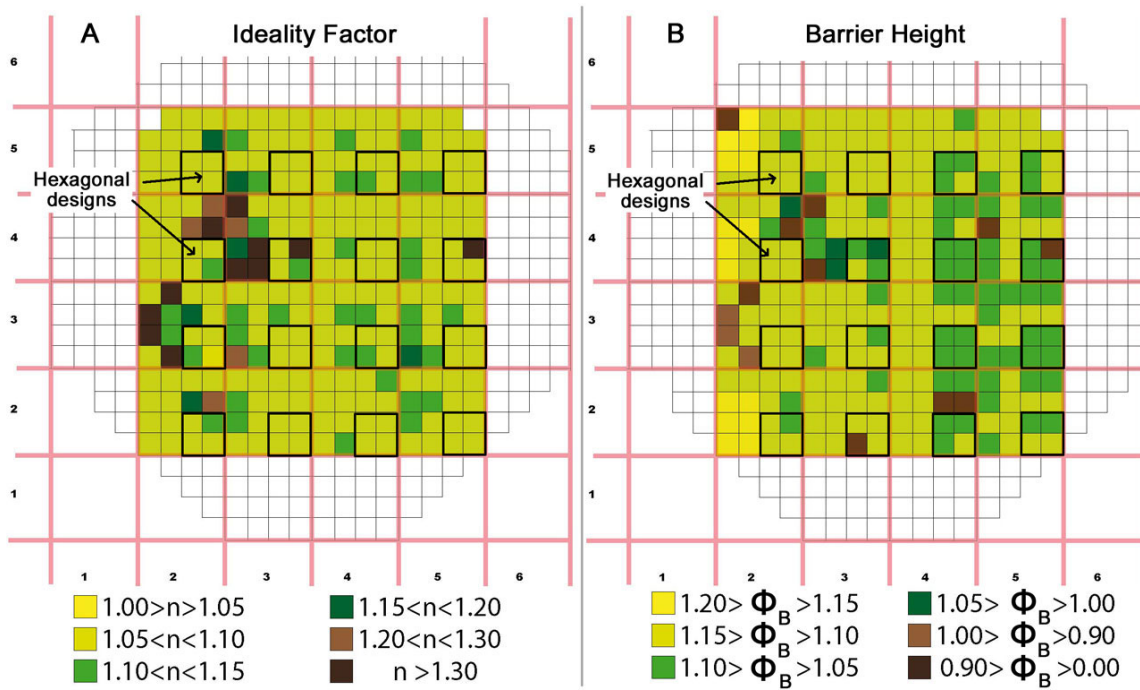 A Ideality Factor
6
5
4
3
2
1
Hexagonal
designs
1 2 3 4 5 6
1.00>n>1.05
1.05<n<1.10
1.10<n<1.15
1.15<n<1.20
1.20<n<1.30
n >1.30
B Barrier Height
6
5
4
3
2
1
Hexagonal
designs
1 2 3 4 5 6
1.20> ΦB >1.15
1.15> ΦB >1.10
1.10> ΦB >1.05
1.05> ΦB >1.00
1.00> ΦB >0.90
0.90> ΦB >0.00